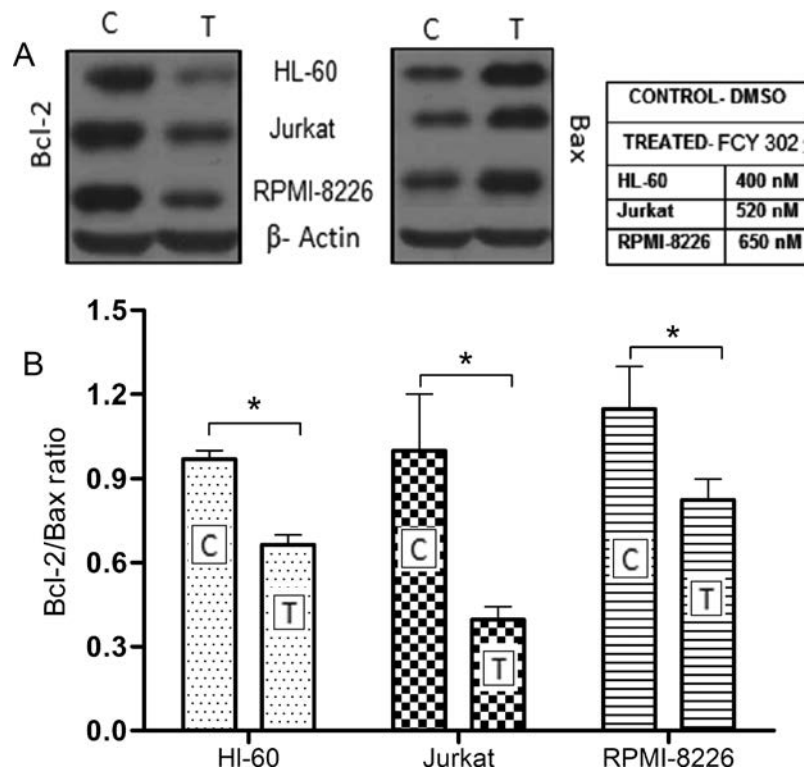 C T
C T
A
Bcl-2
HL-60
Jurkat
RPMI-8226
β- Actin
Bax
CONTROL- DMSO
TREATED- FCY 302
HL-60 400 nM
Jurkat 520 nM
RPMI-8226 650 nM
B
Bcl-2/Bax ratio
1.5
1.2
0.9
0.6
0.3
0.0
* * *
C T C T C T
Hl-60 Jurkat RPMI-8226